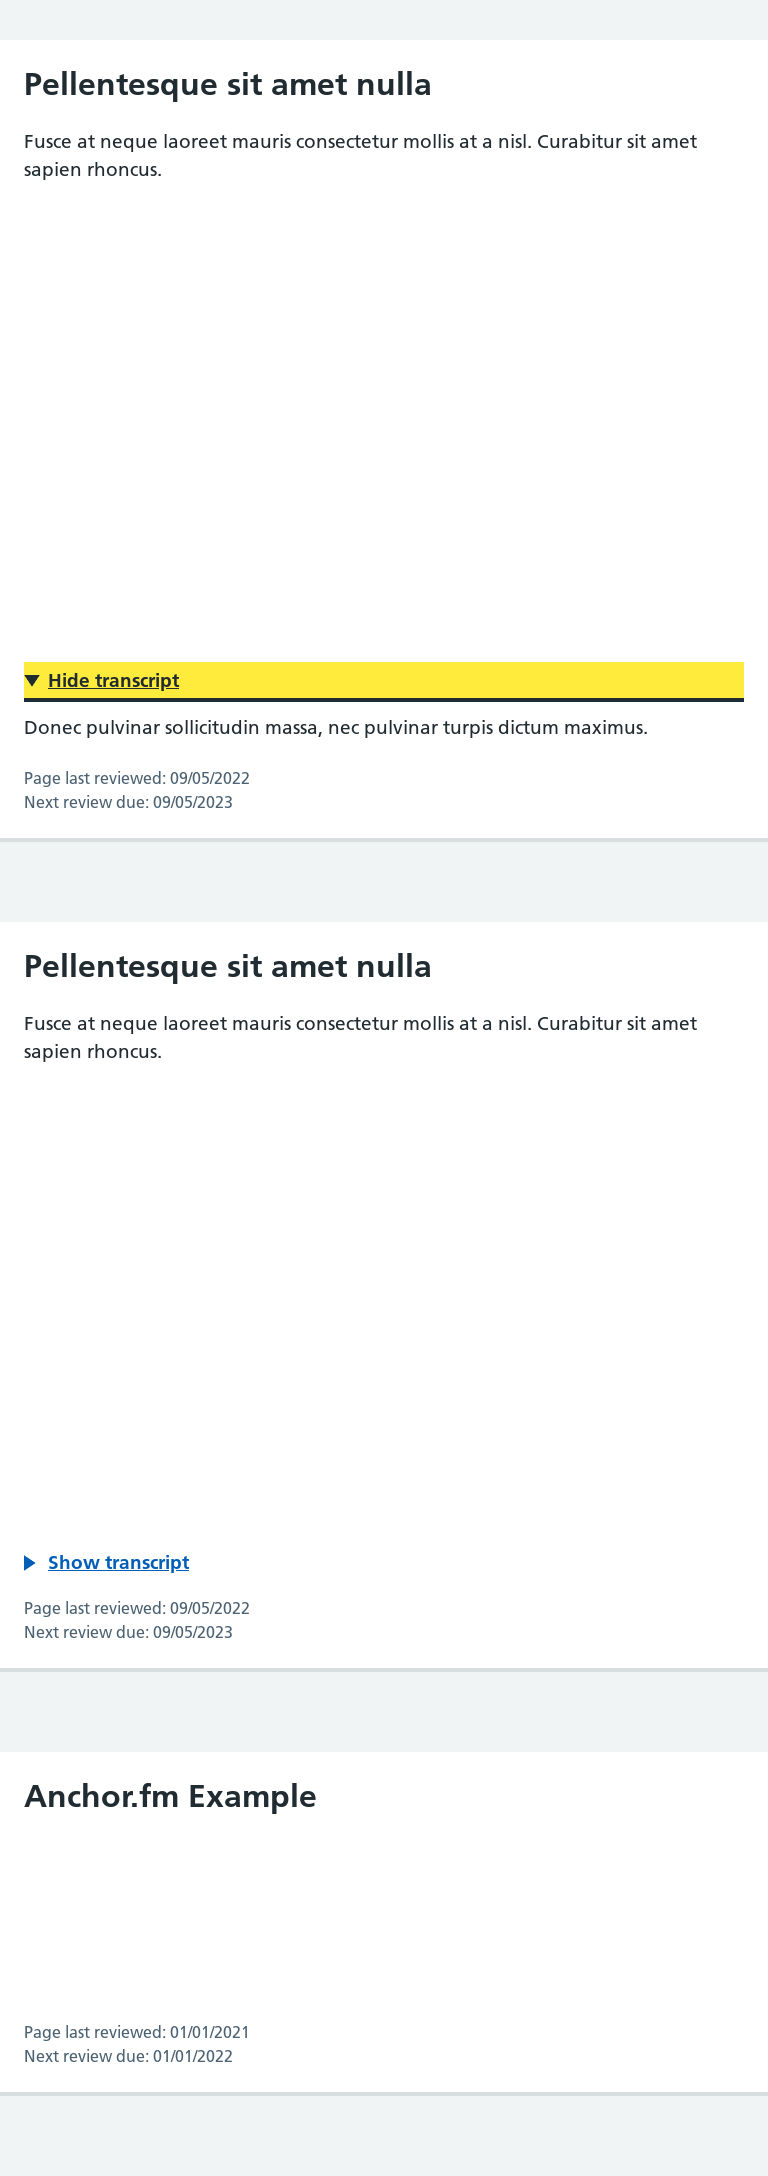 Pellentesque sit amet nulla
Fusce at neque laoreet mauris consectetur mollis at a nisl. Curabitur sit amet
sapien rhoncus.
Hide transcript
Donec pulvinar sollicitudin massa, nec pulvinar turpis dictum maximus.
Page last reviewed: 09/05/2022
Next review due: 09/05/2023
Pellentesque sit amet nulla
Fusce at neque laoreet mauris consectetur mollis at a nisl. Curabitur sit amet
sapien rhoncus.
Show transcript
Page last reviewed: 09/05/2022
Next review due: 09/05/2023
Anchor.fm Example
Page last reviewed: 01/01/2021
Next review due: 01/01/2022